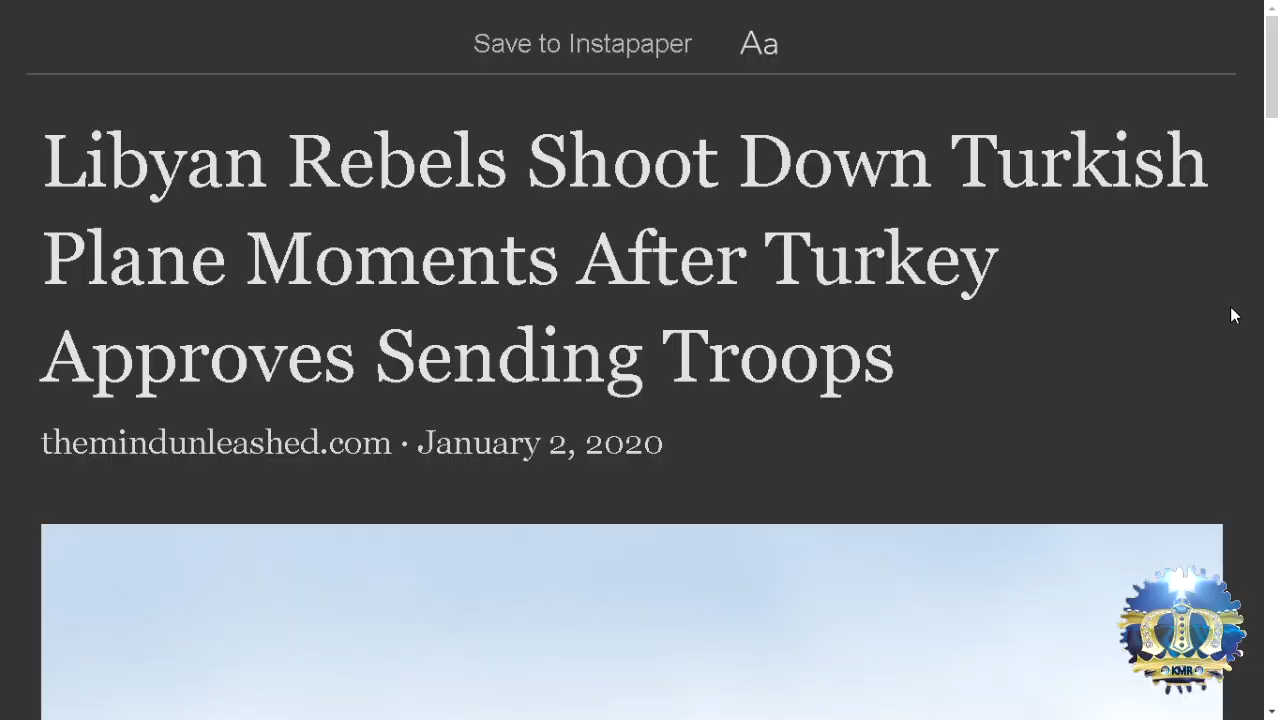 Save to Instapaper Aa
Libyan Rebels Shoot Down Turkish
Plane Moments After Turkey
Approves Sending Troops
themindunleashed.com · January 2, 2020
KMR